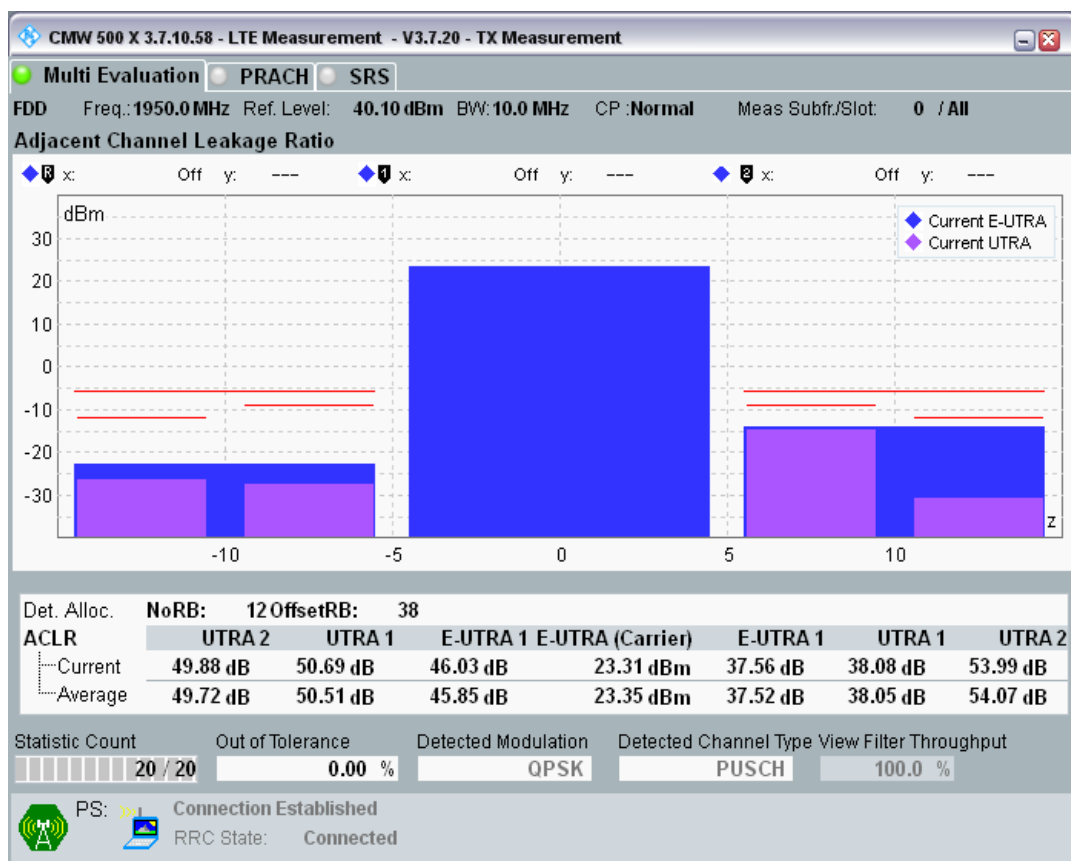 CMW 500 X 3.7.10.58 - LTE Measurement - V3.7.20 - TX Measurement
Multi Evaluation PRACH SRS
FDD Freq.: 1950.0 MHz Ref. Level: 40.10 dBm BW: 10.0 MHz CP : Normal Meas Subfr./Slot: 0 / All
Adjacent Channel Leakage Ratio
R x: Off y: --- 1 x: Off y: --- 2 x: Off y: ---
dBm
Current E-UTRA
Current UTRA
30
20
10
0
-10
-20
-30
z
-10 -5 0 5 10
Det. Alloc. NoRB: 12 OffsetRB: 38
ACLR UTRA 2 UTRA 1 E-UTRA 1 E-UTRA (Carrier) E-UTRA 1 UTRA 1 UTRA 2
Current 49.88 dB 50.69 dB 46.03 dB 23.31 dBm 37.56 dB 38.08 dB 53.99 dB
Average 49.72 dB 50.51 dB 45.85 dB 23.35 dBm 37.52 dB 38.05 dB 54.07 dB
Statistic Count Out of Tolerance Detected Modulation Detected Channel Type View Filter Throughput
20 / 20 0.00 % QPSK PUSCH 100.0 %
PS: Connection Established
RRC State: Connected